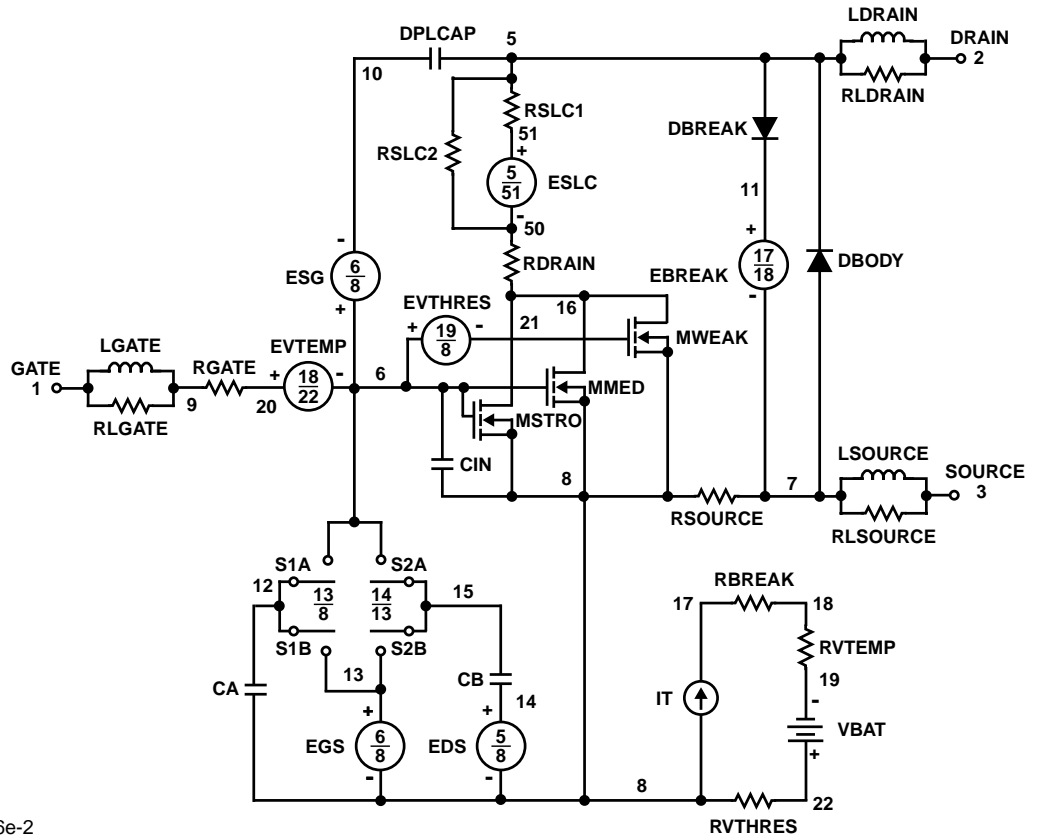 LDRAIN
DPLCAP 5 DRAIN
10 2
RLDRAIN
RSLC1
DBREAK
51
+
RSLC2
5
51
ESLC
11
-
50
+
-
RDRAIN
17
18
DBODY
6
8
ESG
EBREAK
+
EVTHRES
16
-
+ 19
8
- 21
MWEAK
LGATE
EVTEMP
GATE
RGATE
+ 18
22
- 6
1
MMED
9 20
MSTRO
RLGATE
LSOURCE
CIN
8 7
SOURCE
3
RSOURCE
RLSOURCE
S1A S2A
12 13
8
14
13
15
RBREAK
17 18
S1B S2B
RVTEMP
13
CB
19
CA
14
IT
-
+ +
VBAT
EGS 6
8
EDS 5
8
+
- -
8
22
RVTHRES
6e-2